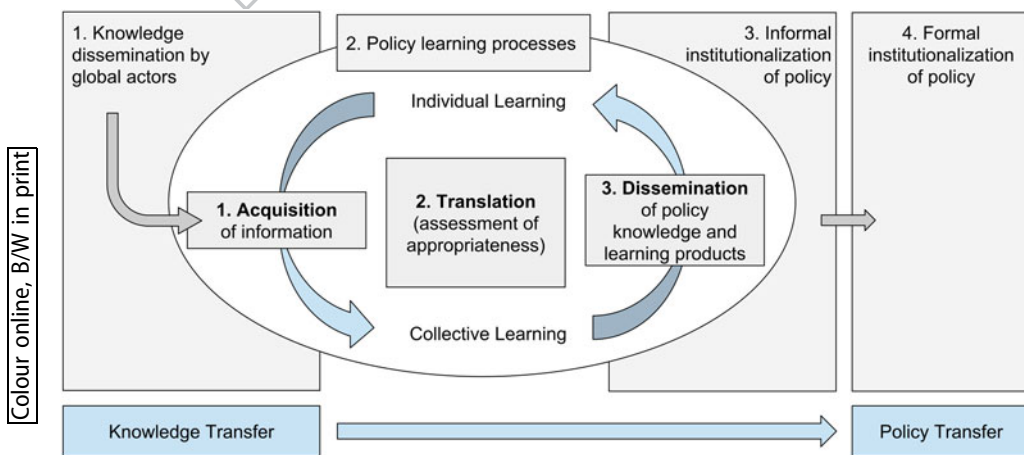 Colour online, B/W in print
1. Knowledge
dissemination by
global actors
2. Policy learning processes
3. Informal
institutionalization
of policy
4. Formal
institutionalization
of policy
Individual Learning
1. Acquisition
of information
2. Translation
(assessment of
appropriateness)
3. Dissemination
of policy
knowledge and
learning products
Collective Learning
Knowledge Transfer
Policy Transfer